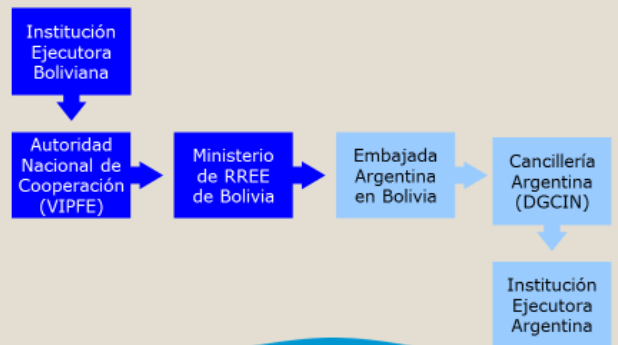 Institución
Ejecutora
Boliviana
Autoridad
Nacional de
Cooperación
(VIPFE)
Ministerio
de RREE
de Bolivia
Embajada
Argentina
en Bolivia
Cancillería
Argentina
(DGCIN)
Institución
Ejecutora
Argentina